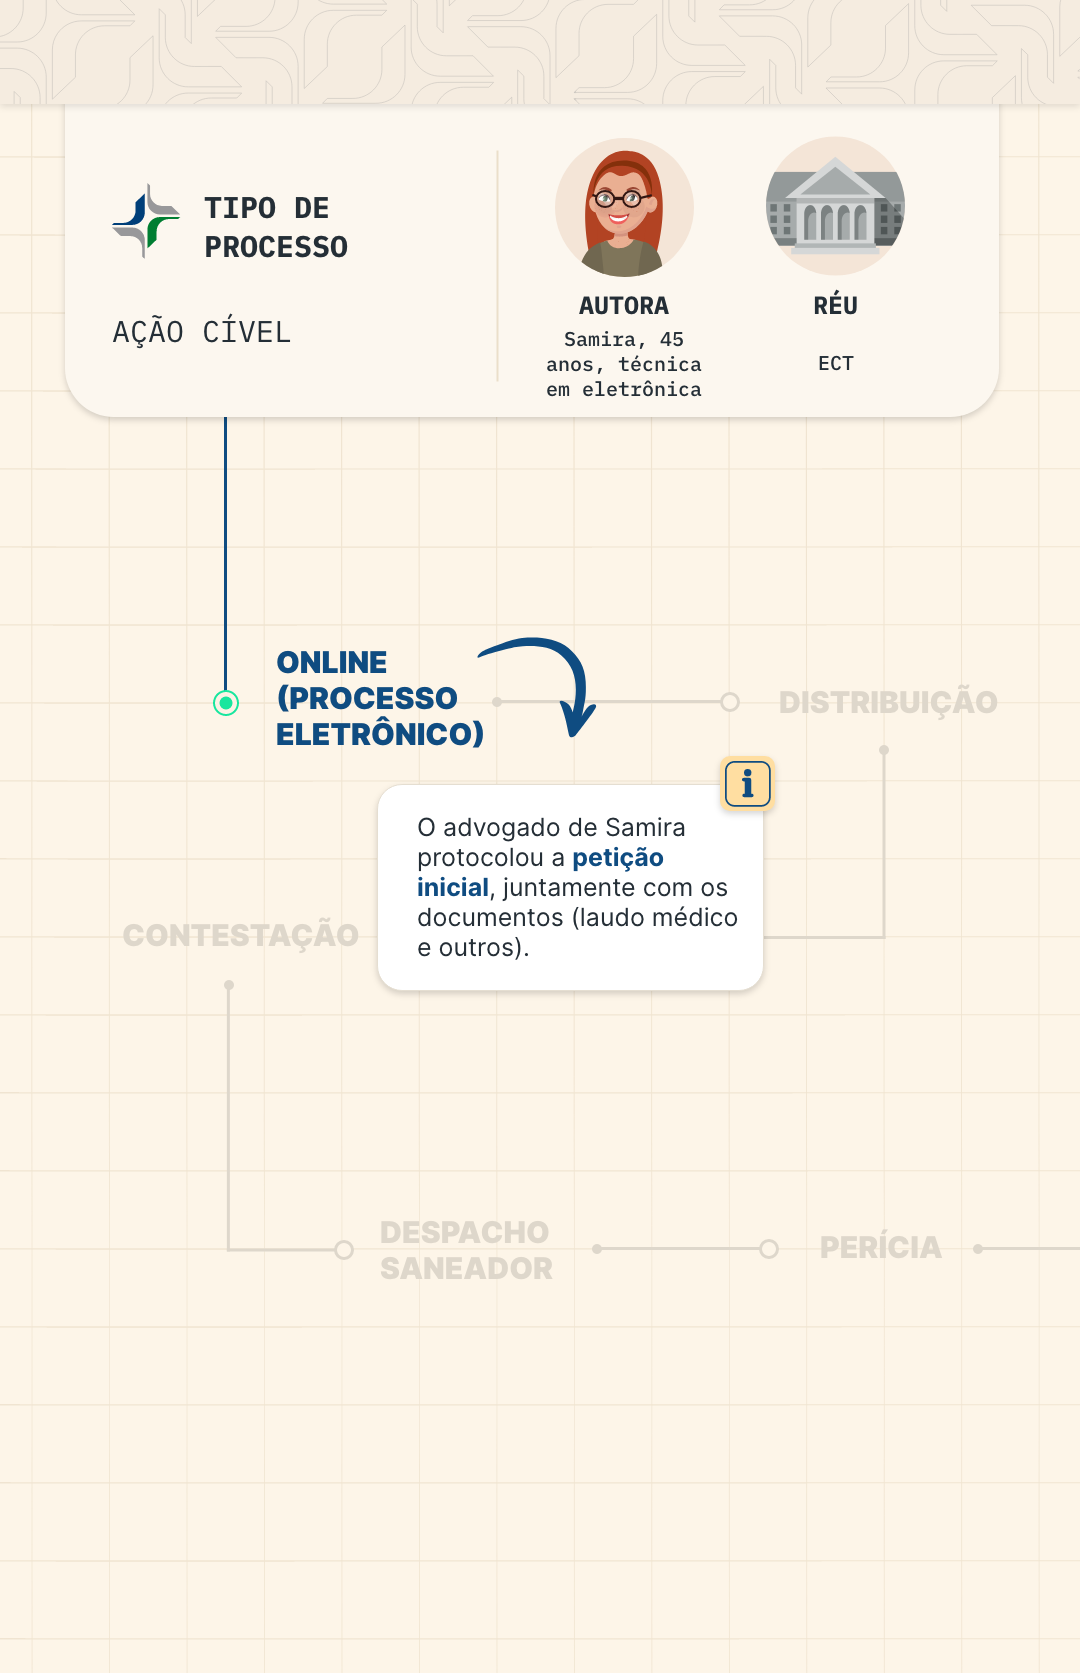 TIPO DE
PROCESSO
AÇÃO CÍVEL
AUTORA
Samira, 45
anos, técnica
em eletrônica
RÉU
ECT
ONLINE
(PROCESSO
ELETRÔNICO)
DISTRIBUIÇÃO
i
O advogado de Samira
protocolou a petição
inicial, juntamente com os
documentos (laudo médico
e outros).
CONTESTAÇÃO
DESPACHO
SANEADOR
PERÍCIA